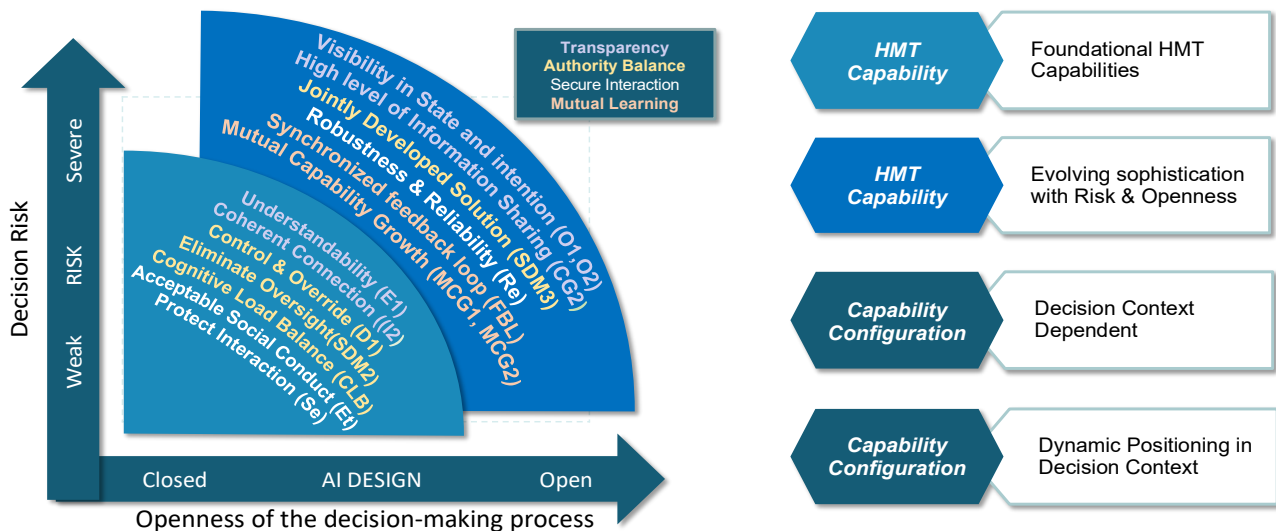 Decision Risk
Severe
RISK
Weak
Closed
AI DESIGN
Open
Openness of the decision-making process
Transparency
Authority Balance
Secure Interaction
Mutual Learning
Visibility in State and intention (O1,O2)
High level of Information Sharing (CG2)
Jointly Developed Solution (SDM3)
Robustness & Reliability (Re)
Synchronized feedback loop (FBL)
Mutual Capability Growth (MCG1, MCG2)
Understandability (E1)
Coherent Connection ((I2)
Control & Override (D1)
Eliminate Oversight(SDM2)
Cognitive Load Balance (CLB)
Acceptable Social Conduct (Et)
Protect Interaction (Se)
HMT
Capability
Foundational HMT
Capabilities
HMT
Capability
Evolving sophistication
with Risk & Openness
Capability
Configuration
Decision Context
Dependent
Capability
Configuration
Dynamic Positioning in
Decision Context